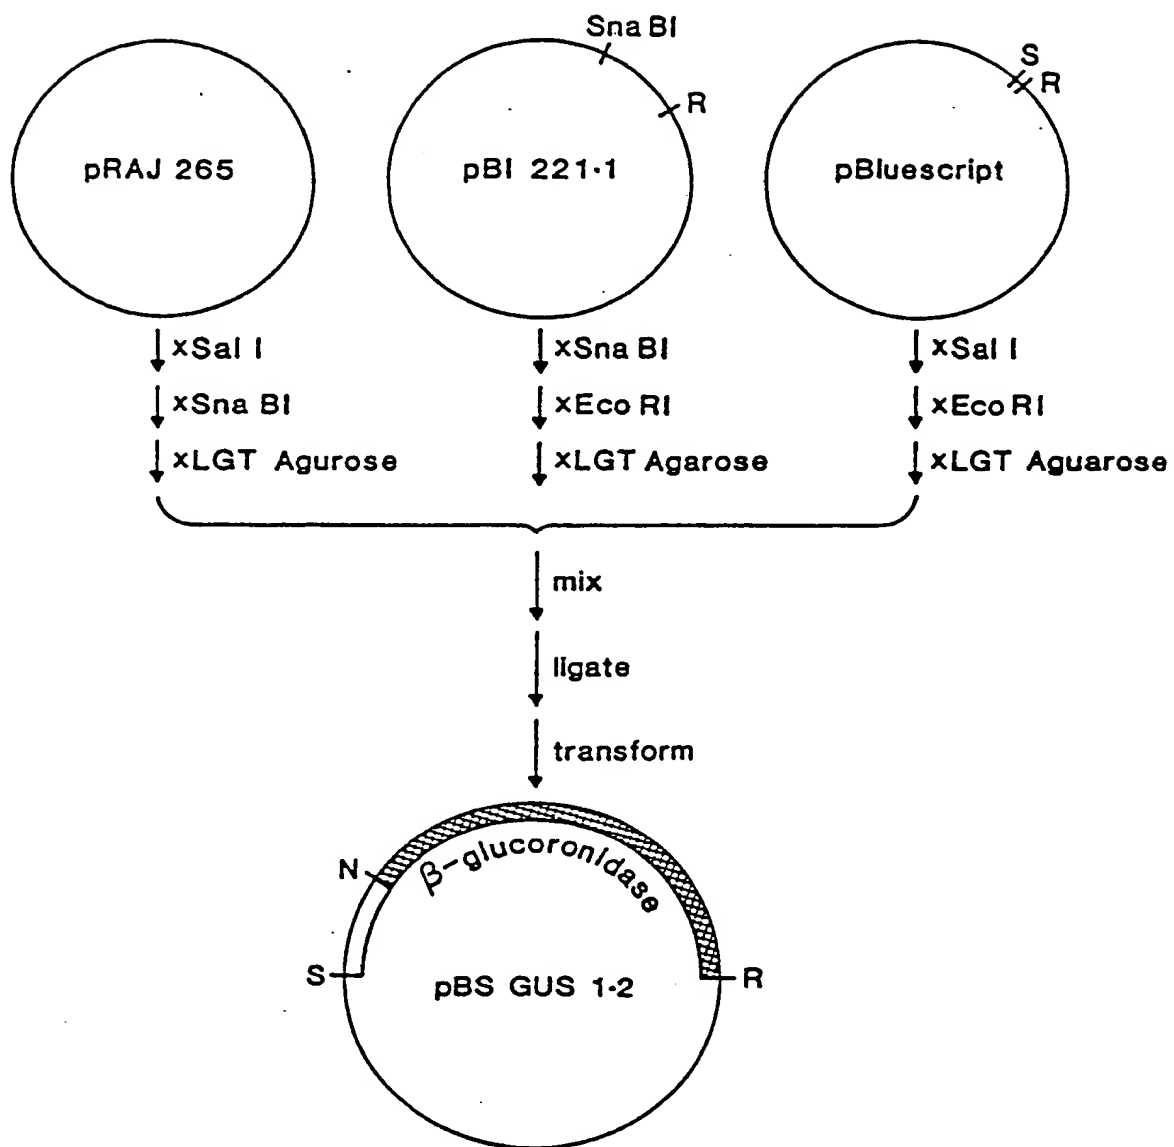 Sna BI
R
S
R
pRAJ 265
pBI 221·1
pBluescript
xSal I
xSna BI
xSal I
xSna BI
xEco RI
xEco RI
xLGT Agurose
xLGT Agarose
xLGT Aguarose
mix
ligate
transform
N
β-glucoronidase
S
R
pBS GUS 1·2